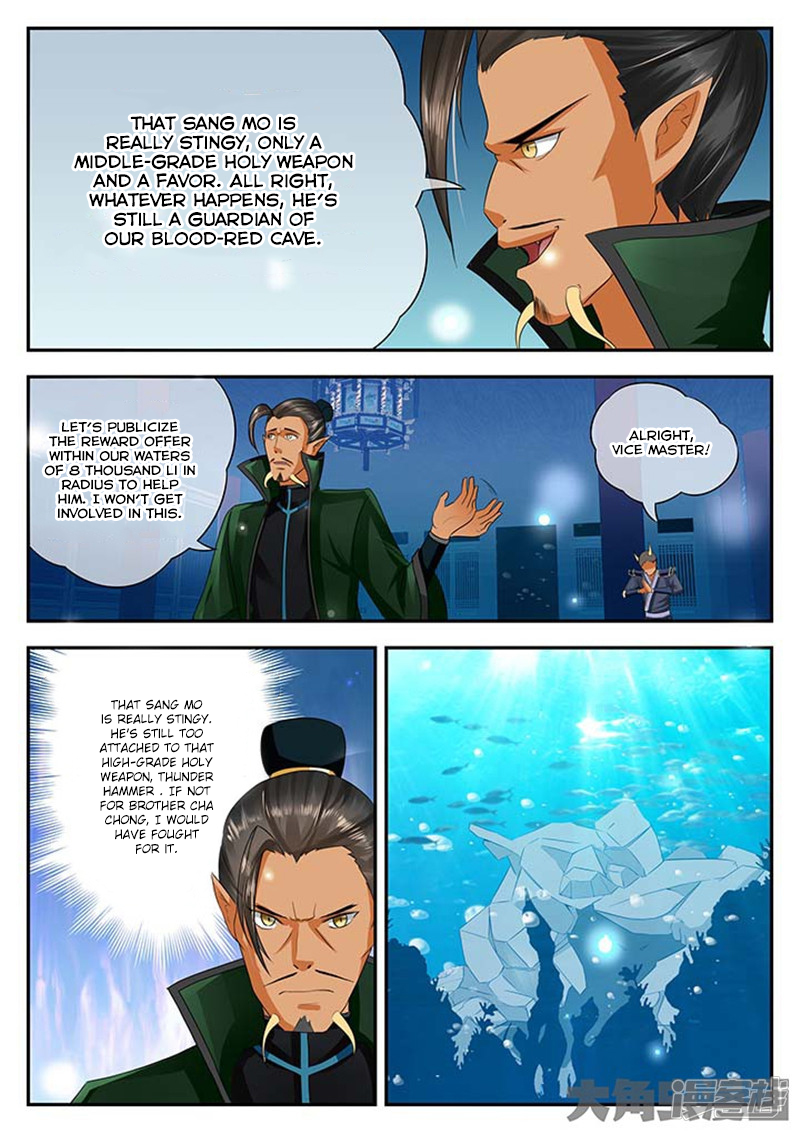 THAT SANG MO IS
REALLY STINGY, ONLY A
MIDDLE-GRADE HOLY WEAPON
AND A FAVOR. ALL RIGHT,
WHATEVER HAPPENS, HE'S
STILL A GUARDIAN OF
OUR BLOOD-RED CAVE.
LET'S PUBLICIZE
THE REWARD OFFER
WITHIN OUR WATERS
OF 8 THOUSAND LI IN
RADIUS TO HELP
HIM. I WON'T GET
INVOLVED IN THIS.
ALRIGHT,
VICE MASTER!
THAT SANG MO
IS REALLY STINGY.
HE'S STILL TOO
ATTACHED TO THAT
HIGH-GRADE HOLY
WEAPON, THUNDER
HAMMER . IF NOT
FOR BROTHER CHA
CHONG, I WOULD
HAVE FOUGHT
FOR IT.
大角虫漫客栈